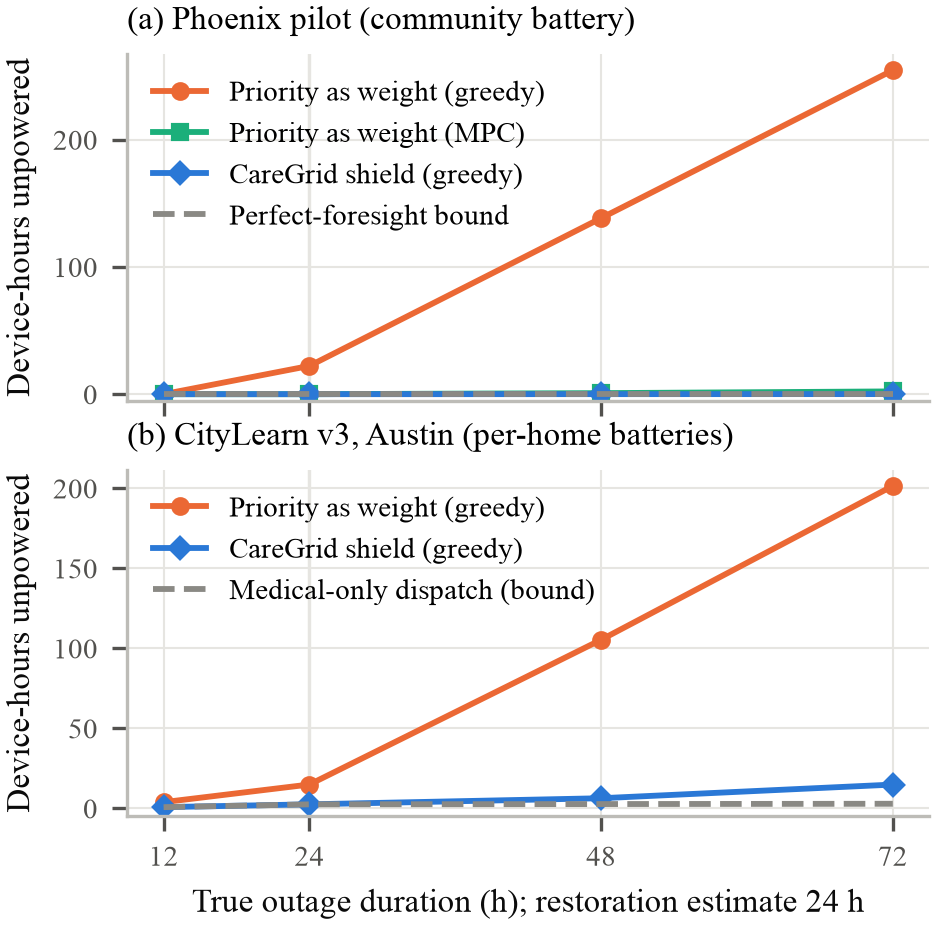 (a) Phoenix pilot (community battery)
Device-hours unpowered
200
100
0
Priority as weight (greedy)
Priority as weight (MPC)
CareGrid shield (greedy)
Perfect-foresight bound
(b) CityLearn v3, Austin (per-home batteries)
Device-hours unpowered
200
150
100
50
0
Priority as weight (greedy)
CareGrid shield (greedy)
Medical-only dispatch (bound)
12 24 48 72
True outage duration (h); restoration estimate 24 h